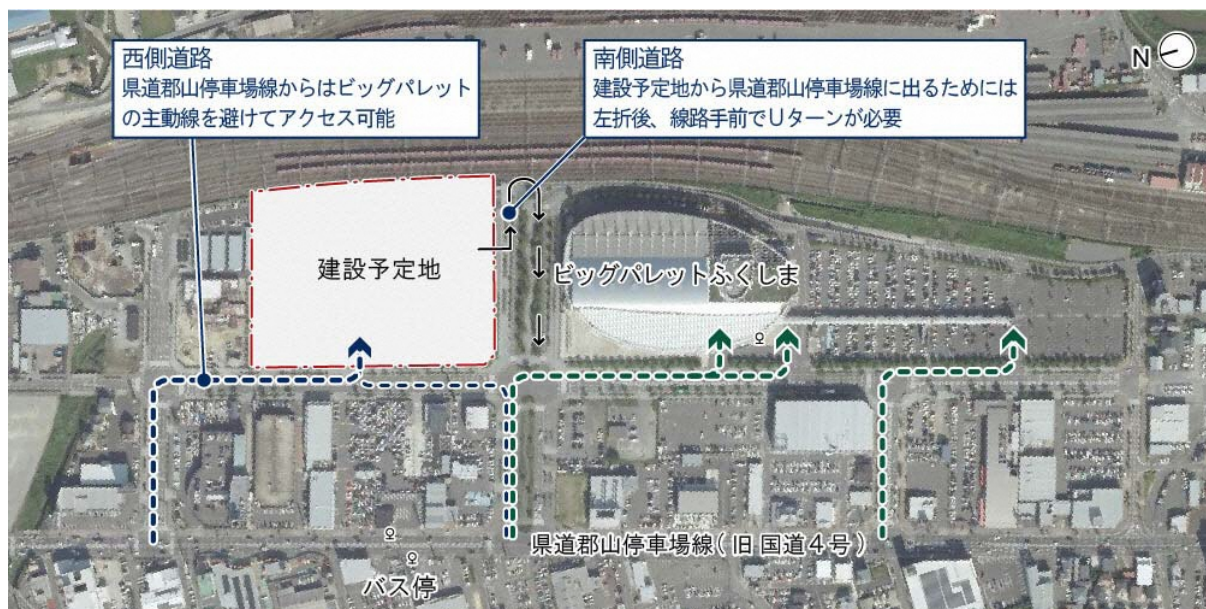 西側道路
県道郡山停車場線からはビッグパレット
の主動線を避けてアクセス可能
南側道路
建設予定地から県道郡山停車場線に出るためには
左折後、線路手前でUターンが必要
N
建設予定地
ビッグパレットふくしま
県道郡山停車場線(旧国道4号)
バス停